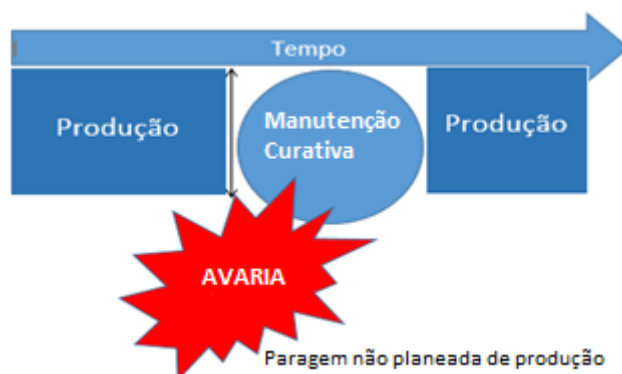 Tempo
Produção
Manutenção
Curativa
Produção
AVARIA
Paragem não planeada de produção